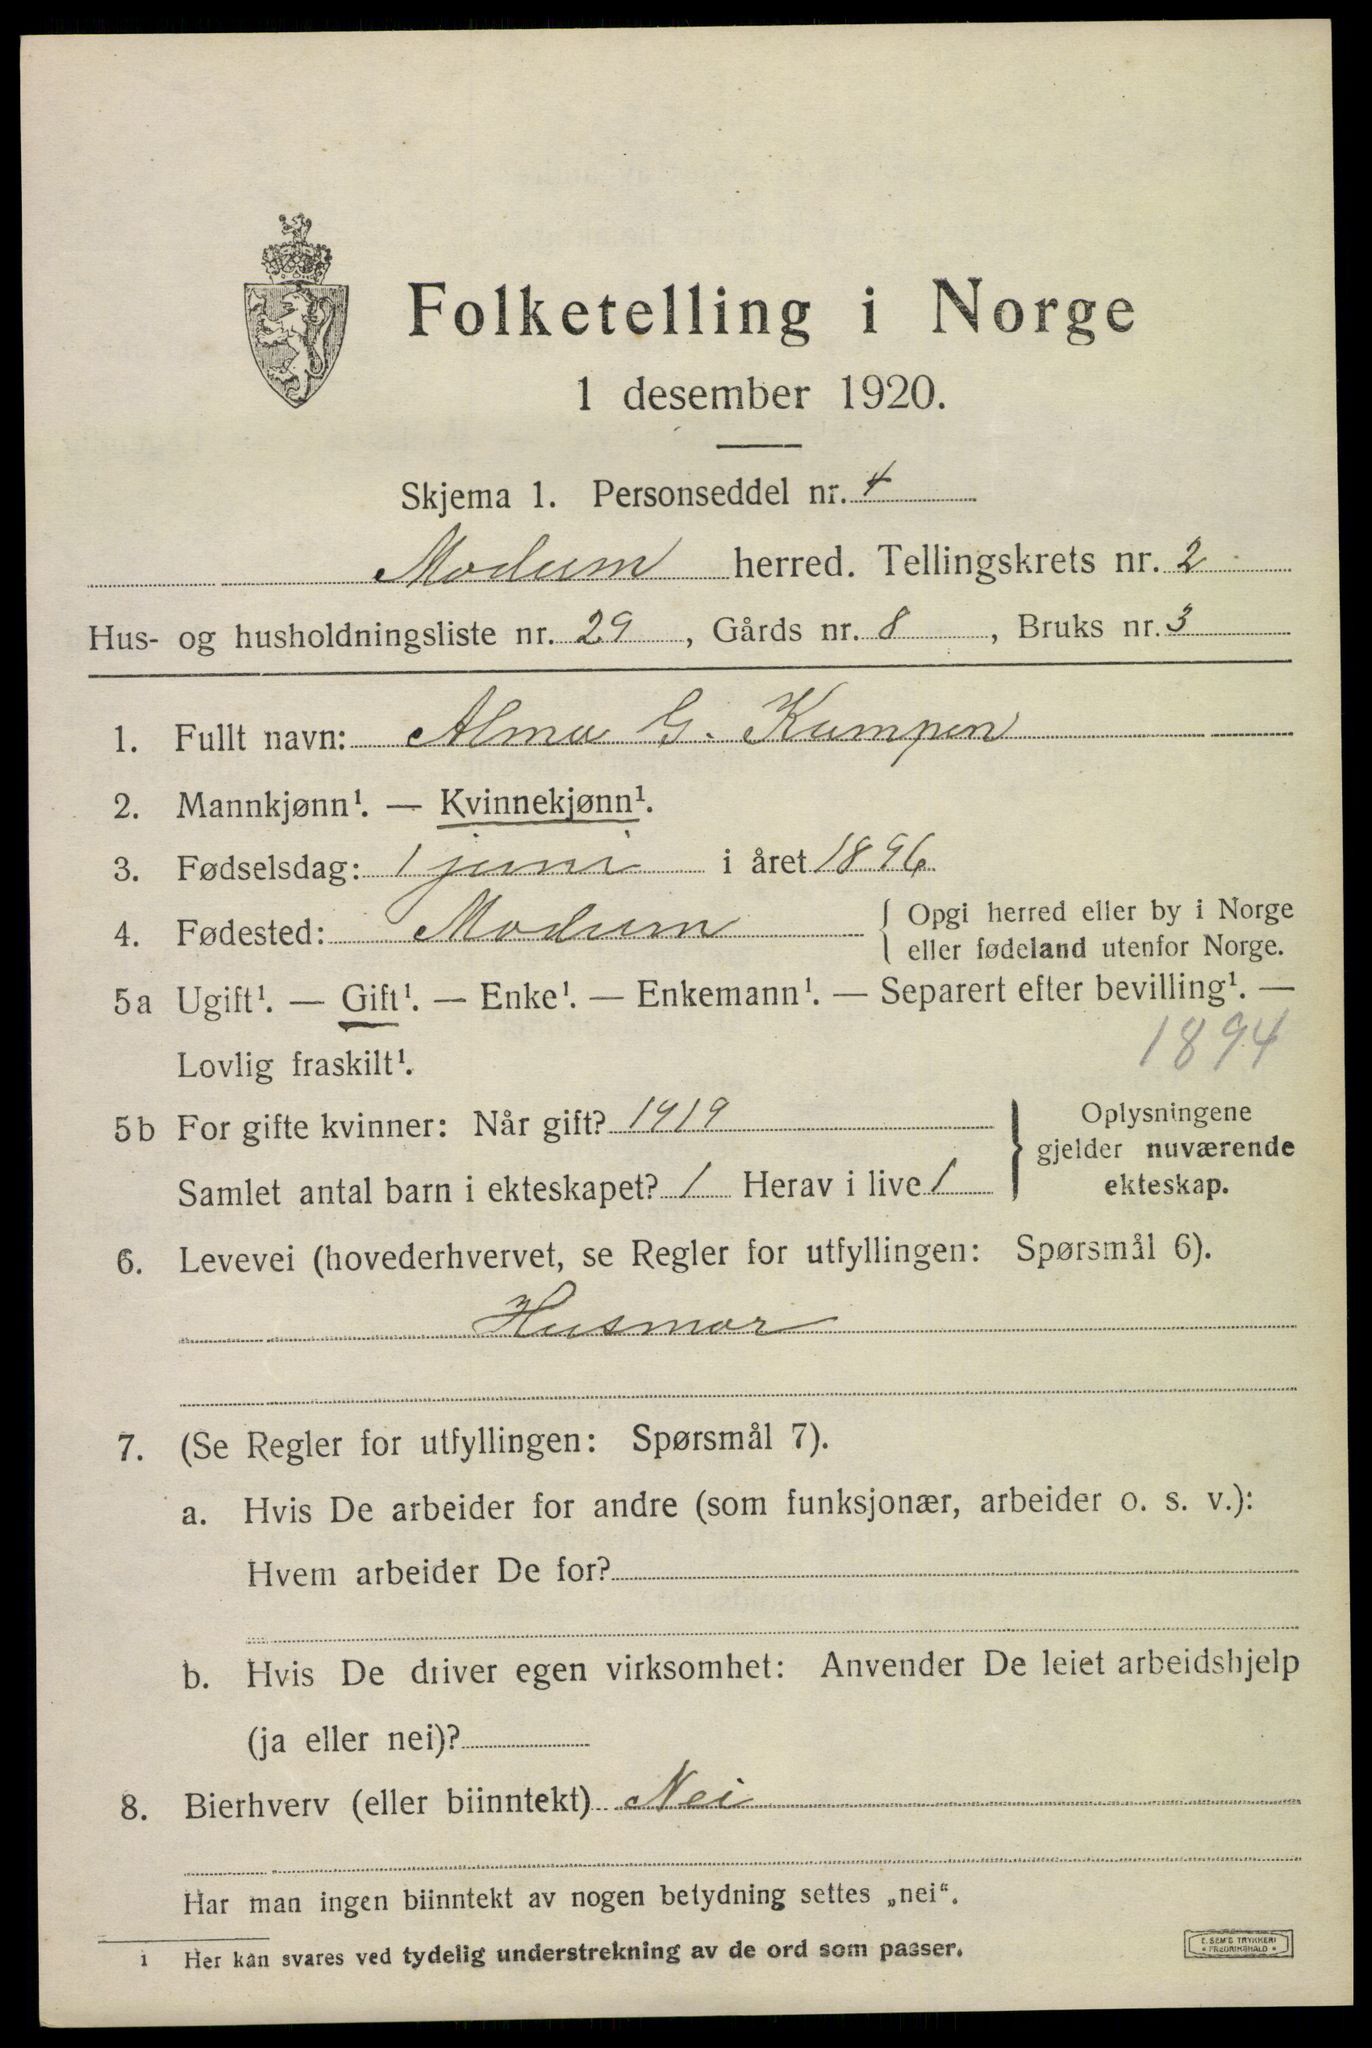 Folketelling i Norge
1 desember 1920.
Skjema 1. Personseddel nr. 4
Modum herred. Tellingskrets nr. 2
Hus- og husholdningsliste nr. 29, Gårds nr. 8, Bruks nr. 3
1. Fullt navn: Alma G. Kampen
2. Mannkjønn¹. — Kvinnekjønn¹.
3. Fødselsdag: 1 juni i året 1896
4. Fødested: Modum { Opgi herred eller by i Norge
eller fødeland utenfor Norge.
5a Ugift¹. — Gift¹. — Enke¹. — Enkemann¹. — Separert efter bevilling¹. —
Lovlig fraskilt¹. 1894
5b For gifte kvinner: Når gift? 1919
Samlet antal barn i ekteskapet? 1 Herav i live 1
} Oplysningene
gjelder nuværende
ekteskap.
6. Levevei (hovederhvervet, se Regler for utfyllingen: Spørsmål 6).
Husmor
7. (Se Regler for utfyllingen: Spørsmål 7).
a. Hvis De arbeider for andre (som funksjonær, arbeider o. s. v.):
Hvem arbeider De for?
b. Hvis De driver egen virksomhet: Anvender De leiet arbeidshjelp
(ja eller nei)?
8. Bierhverv (eller biinntekt) Nei
Har man ingen biinntekt av nogen betydning settes „nei“.
1 Her kan svares ved tydelig understrekning av de ord som passer.
E. SEM'S TRYKKERI
• FREDRIKSHALD •